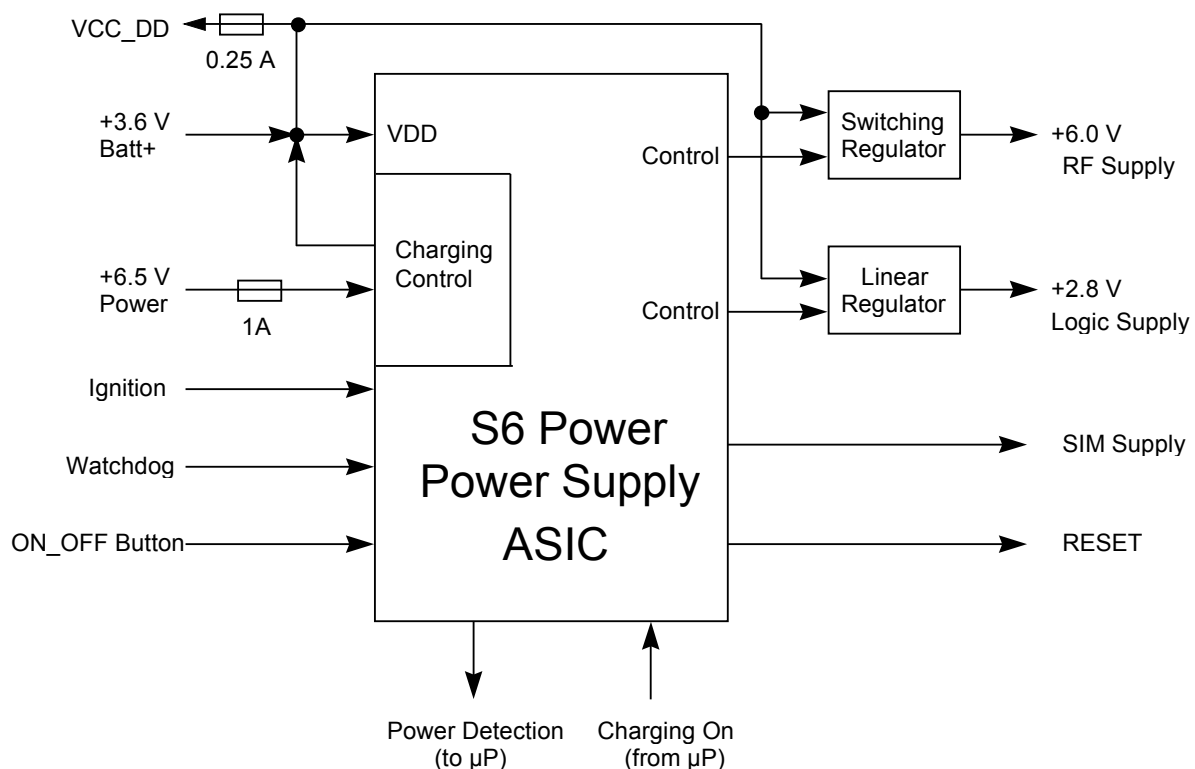 VCC_DD
0.25 A
+3.6 V
Batt+
VDD
Control
Switching
Regulator
+6.0 V
RF Supply
Charging
Control
+6.5 V
Power
1A
Control
Linear
Regulator
+2.8 V
Logic Supply
Ignition
S6 Power
Power Supply
ASIC
SIM Supply
Watchdog
ON_OFF Button
RESET
Power Detection
(to µP)
Charging On
(from µP)